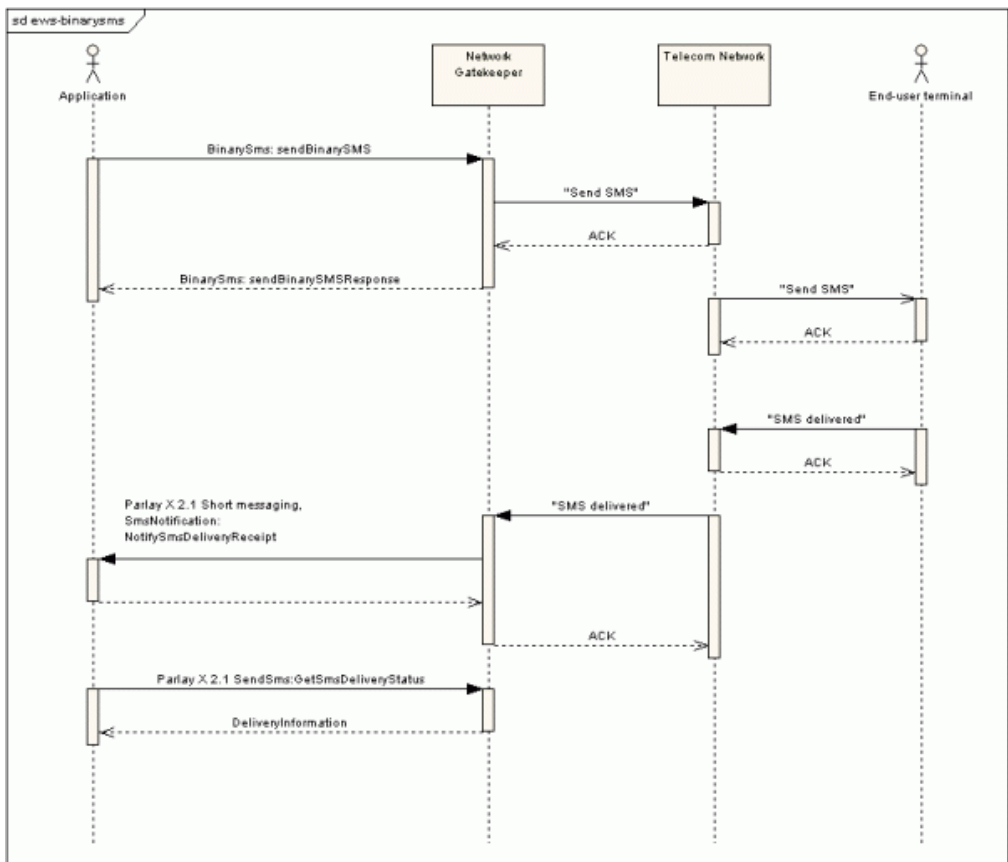 sd ews-binarysms
Network
Gatekeeper
Telecom Network
Application
End-user terminal
BinarySms: sendBinarySMS
"Send SMS"
ACK
BinarySms: sendBinarySMSResponse
"Send SMS"
ACK
"SMS delivered"
ACK
Parlay X 2.1 Short messaging,
SmsNotification:
NotifySmsDeliveryReceipt
"SMS delivered"
ACK
Parlay X 2.1 SendSms:GetSmsDeliveryStatus
DeliveryInformation